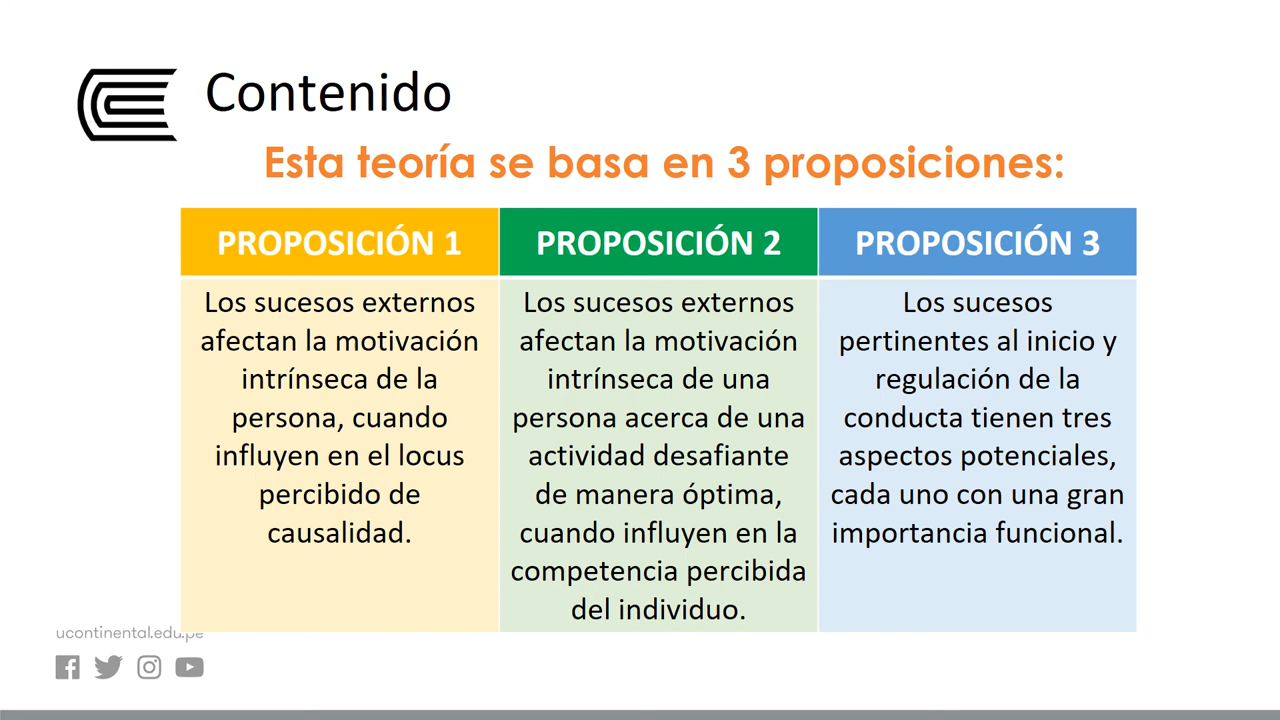 Contenido
Esta teoría se basa en 3 proposiciones:
PROPOSICIÓN 1
Los sucesos externos
afectan la motivación
intrínseca de la
persona, cuando
influyen en el locus
percibido de
causalidad.
PROPOSICIÓN 2
Los sucesos externos
afectan la motivación
intrínseca de una
persona acerca de una
actividad desafiante
de manera óptima,
cuando influyen en la
competencia percibida
del individuo.
PROPOSICIÓN 3
Los sucesos
pertinentes al inicio y
regulación de la
conducta tienen tres
aspectos potenciales,
cada uno con una gran
importancia funcional.
ucontinental.edu.pe